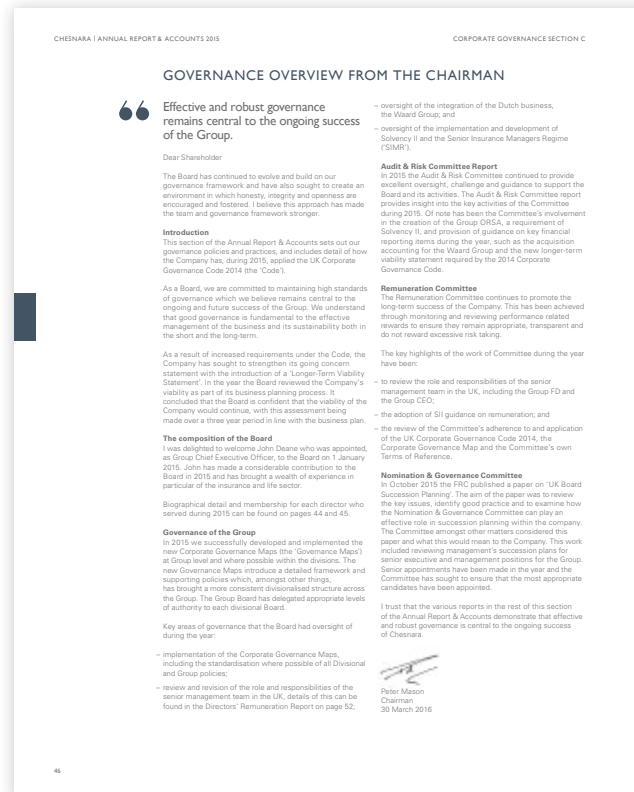 CHESNARA | ANNUAL REPORT & ACCOUNTS 2015
CORPORATE GOVERNANCE SECTION C
GOVERNANCE OVERVIEW FROM THE CHAIRMAN
“
Effective and robust governance
remains central to the ongoing success
of the Group.
Dear Shareholder
The Board has continued to evolve and build on our
governance framework and have also sought to create an
environment in which honesty, integrity and openness are
encouraged and fostered. I believe this approach has made
the team and governance framework stronger.
Introduction
This section of the Annual Report & Accounts sets out our
governance policies and practices, and includes detail of how
the Company has, during 2015, applied the UK Corporate
Governance Code 2014 (the ‘Code’).
As a Board, we are committed to maintaining high standards
of governance which we believe remains central to the
ongoing and future success of the Group. We understand
that good governance is fundamental to the effective
management of the business and its sustainability both in
the short and the long-term.
As a result of increased requirements under the Code, the
Company has sought to strengthen its going concern
statement with the introduction of a ‘Longer-Term Viability
Statement’. In the year the Board reviewed the Company’s
viability as part of its business planning process. It
concluded that the Board is confident that the viability of the
Company would continue, with this assessment being
made over a three year period in line with the business plan.
The composition of the Board
I was delighted to welcome John Deane who was appointed,
as Group Chief Executive Officer, to the Board on 1 January
2015. John has made a considerable contribution to the
Board in 2015 and has brought a wealth of experience in
particular of the insurance and life sector.
Biographical detail and membership for each director who
served during 2015 can be found on pages 44 and 45.
Governance of the Group
In 2015 we successfully developed and implemented the
new Corporate Governance Maps (the ‘Governance Maps’)
at Group level and where possible within the divisions. The
new Governance Maps introduce a detailed framework and
supporting policies which, amongst other things,
has brought a more consistent divisionalised structure across
the Group. The Group Board has delegated appropriate levels
of authority to each divisional Board.
Key areas of governance that the Board had oversight of
during the year:
– implementation of the Corporate Governance Maps,
including the standardisation where possible of all Divisional
and Group policies;
– review and revision of the role and responsibilities of the
senior management team in the UK, details of this can be
found in the Directors’ Remuneration Report on page 52;
– oversight of the integration of the Dutch business,
the Waard Group; and
– oversight of the implementation and development of
Solvency II and the Senior Insurance Managers Regime
(‘SIMR’).
Audit & Risk Committee Report
In 2015 the Audit & Risk Committee continued to provide
excellent oversight, challenge and guidance to support the
Board and its activities. The Audit & Risk Committee report
provides insight into the key activities of the Committee
during 2015. Of note has been the Committee’s involvement
in the creation of the Group ORSA, a requirement of
Solvency II, and provision of guidance on key financial
reporting items during the year, such as the acquisition
accounting for the Waard Group and the new longer-term
viability statement required by the 2014 Corporate
Governance Code.
Remuneration Committee
The Remuneration Committee continues to promote the
long-term success of the Company. This has been achieved
through monitoring and reviewing performance related
rewards to ensure they remain appropriate, transparent and
do not reward excessive risk taking.
The key highlights of the work of Committee during the year
have been:
– to review the role and responsibilities of the senior
management team in the UK, including the Group FD and
the Group CEO;
– the adoption of SII guidance on remuneration; and
– the review of the Committee’s adherence to and application
of the UK Corporate Governance Code 2014, the
Corporate Governance Map and the Committee’s own
Terms of Reference.
Nomination & Governance Committee
In October 2015 the FRC published a paper on ‘UK Board
Succession Planning’. The aim of the paper was to review
the key issues, identify good practice and to examine how
the Nomination & Governance Committee can play an
effective role in succession planning within the company.
The Committee amongst other matters considered this
paper and what this would mean to the Company. This work
included reviewing management’s succession plans for
senior executive and management positions for the Group.
Senior appointments have been made in the year and the
Committee has sought to ensure that the most appropriate
candidates have been appointed.
I trust that the various reports in the rest of this section
of the Annual Report & Accounts demonstrate that effective
and robust governance is central to the ongoing success
of Chesnara.
Peter Mason
Chairman
30 March 2016
46